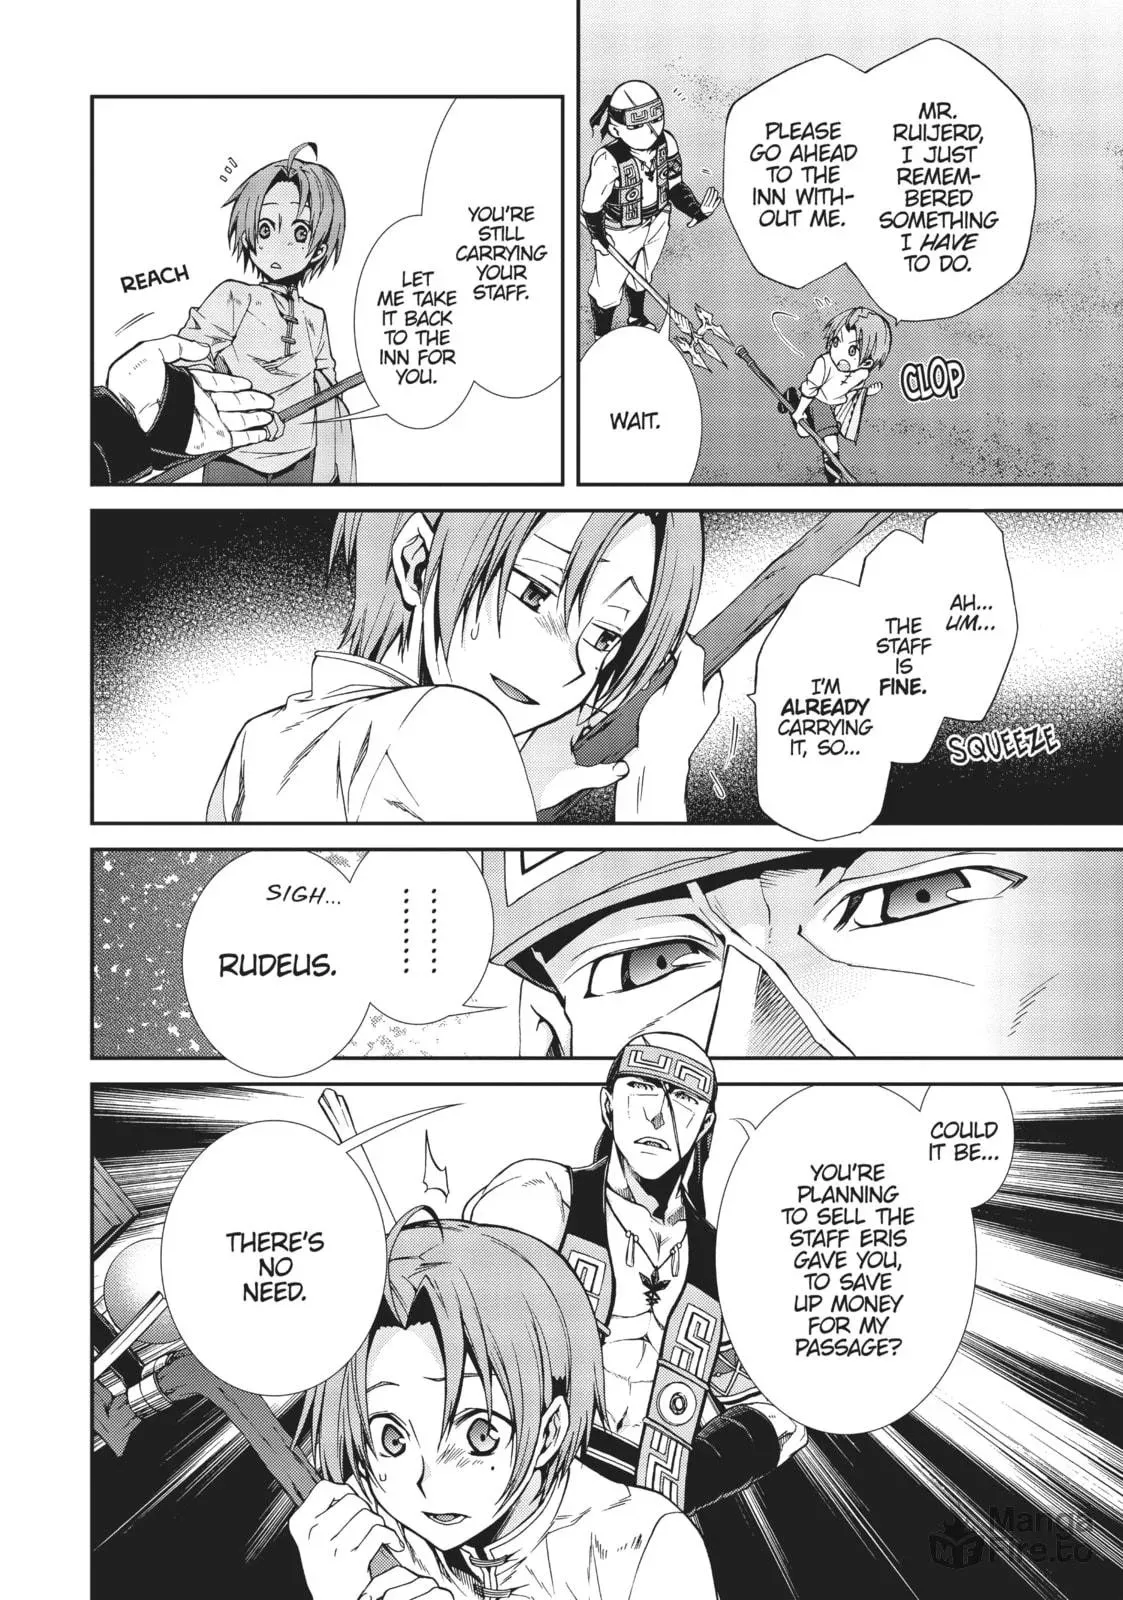 MR.
RUIJERD,
I JUST
REMEM-
BERED
SOMETHING
I HAVE
TO DO.
PLEASE
GO AHEAD
TO THE
INN WITH-
OUT ME.
CLOP
WAIT.
YOU'RE
STILL
CARRYING
YOUR
STAFF.
LET
ME TAKE
IT BACK
TO THE
INN FOR
YOU.
REACH
AH...
UM...
THE
STAFF
IS
FINE.
I'M
ALREADY
CARRYING
IT, SO...
SQUEEZE
SIGH...
RUDEUS.
COULD
IT BE...
YOU'RE
PLANNING
TO SELL THE
STAFF ERIS
GAVE YOU,
TO SAVE
UP MONEY
FOR MY
PASSAGE?
THERE'S
NO
NEED.
MF
Manga
Fire.to